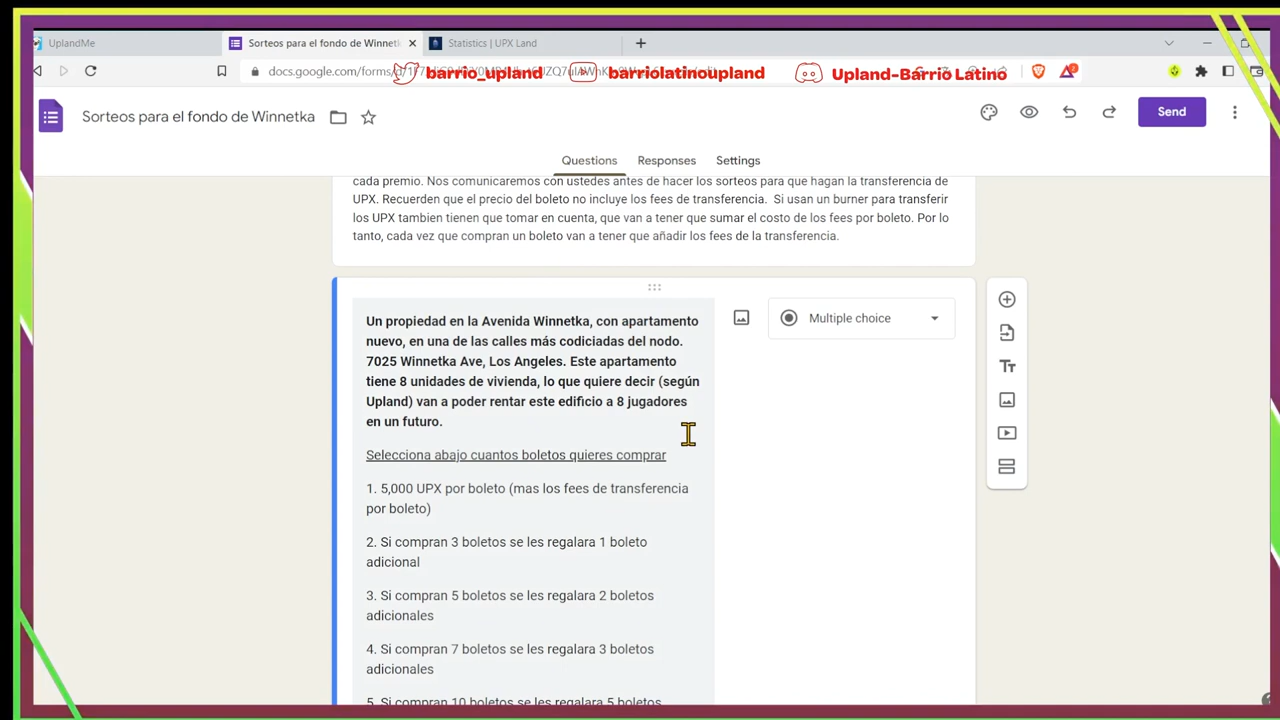 UplandMe
Sorteos para el fondo de Winnetk
Statistics | UPX Land
docs.google.com/forms/d/
barrio_upland
barriolatinoupland
Upland-Barrio Latino
Sorteos para el fondo de Winnetka
Send
Questions
Responses
Settings
cada premio. Nos comunicaremos con ustedes antes de hacer los sorteos para que hagan la transferencia de
UPX. Recuerden que el precio del boleto no incluye los fees de transferencia. Si usan un burner para transferir
los UPX tambien tienen que tomar en cuenta, que van a tener que sumar el costo de los fees por boleto. Por lo
tanto, cada vez que compran un boleto van a tener que añadir los fees de la transferencia.
Un propiedad en la Avenida Winnetka, con apartamento
nuevo, en una de las calles más codiciadas del nodo.
7025 Winnetka Ave, Los Angeles. Este apartamento
tiene 8 unidades de vivienda, lo que quiere decir (según
Upland) van a poder rentar este edificio a 8 jugadores
en un futuro.
Multiple choice
Selecciona abajo cuantos boletos quieres comprar
1. 5,000 UPX por boleto (mas los fees de transferencia
por boleto)
2. Si compran 3 boletos se les regalara 1 boleto
adicional
3. Si compran 5 boletos se les regalara 2 boletos
adicionales
4. Si compran 7 boletos se les regalara 3 boletos
adicionales
5. Si compran 10 boletos se les regalara 5 boletos